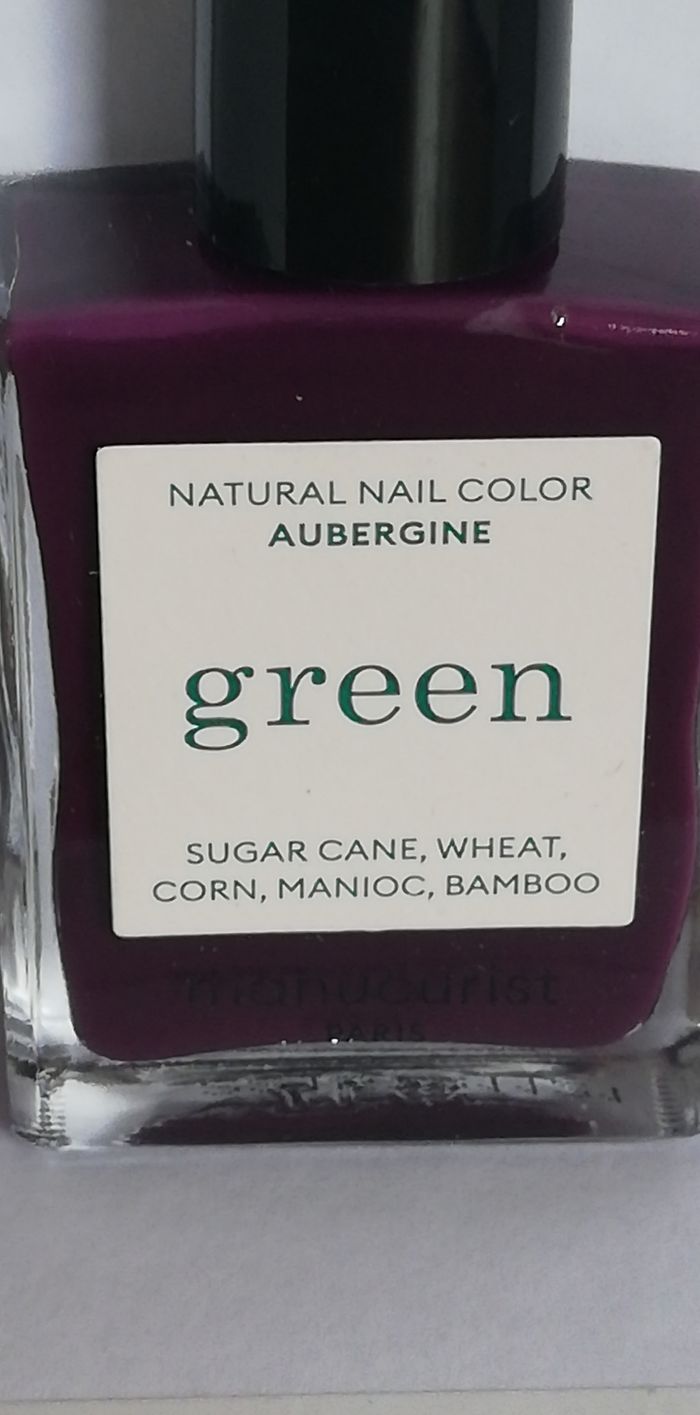 NATURAL NAIL COLOR
AUBERGINE
green
SUGAR CANE, WHEAT,
CORN, MANIOC, BAMBOO
manucurist
PARIS